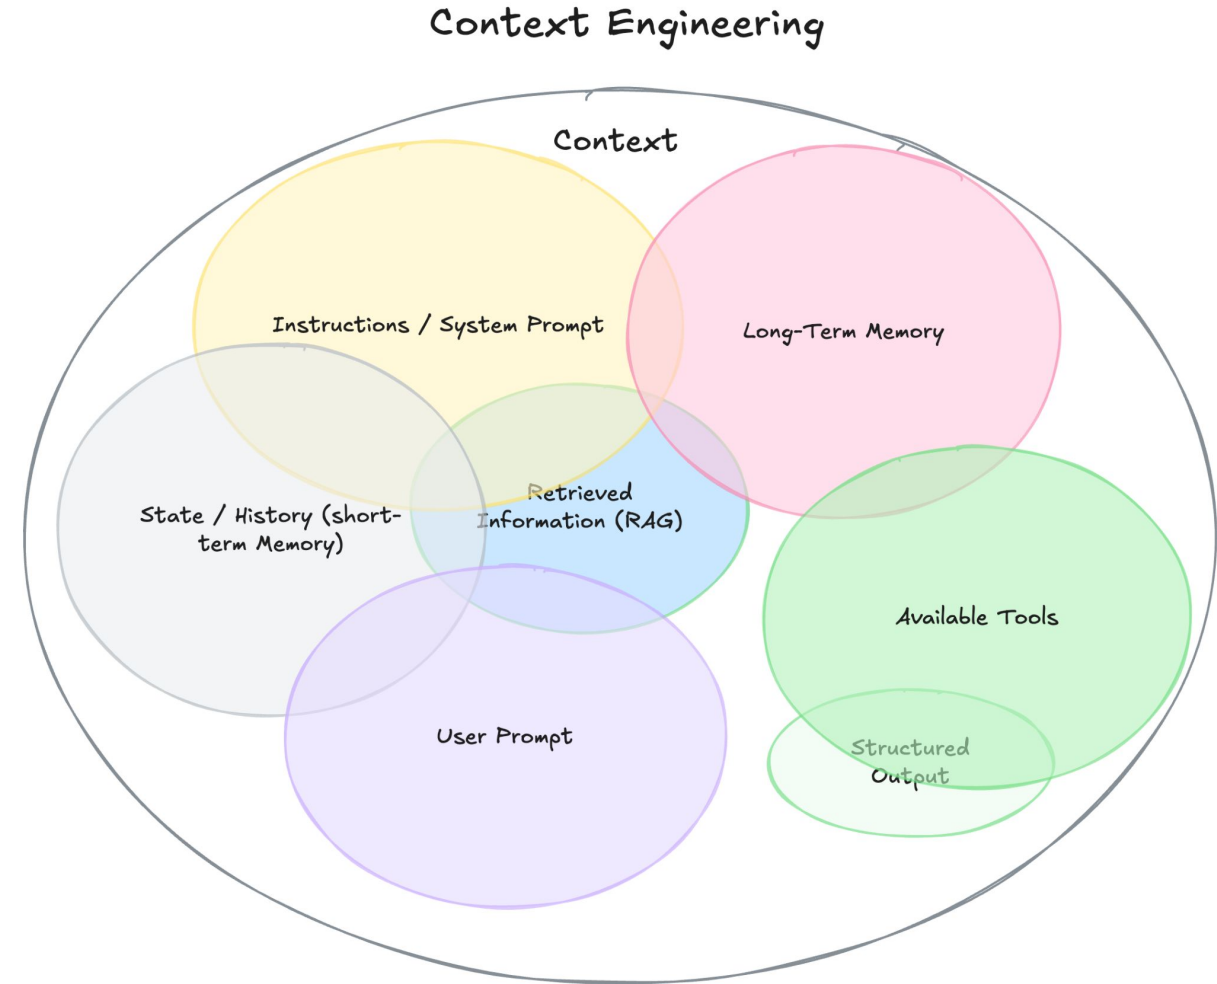 Context Engineering
Context
Instructions / System Prompt
Long-Term Memory
Retrieved
Information (RAG)
State / History (short-
term Memory)
Available Tools
User Prompt
Structured
Output